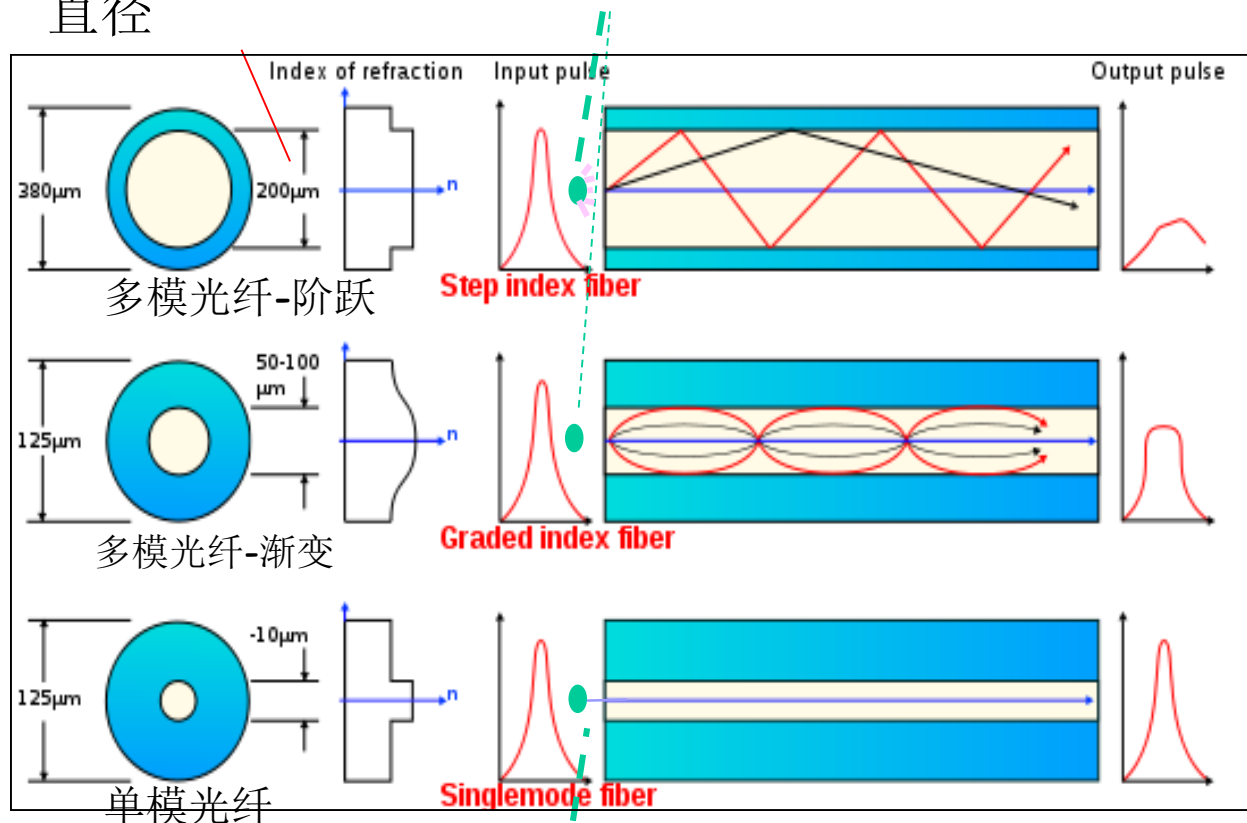 直径
Index of refraction Input pulse Output pulse
380μm 200μm n
多模光纤-阶跃 Step index fiber
50-100
μm
125μm n
多模光纤-渐变 Graded index fiber
-10μm
125μm n
单模光纤 Singlemode fiber